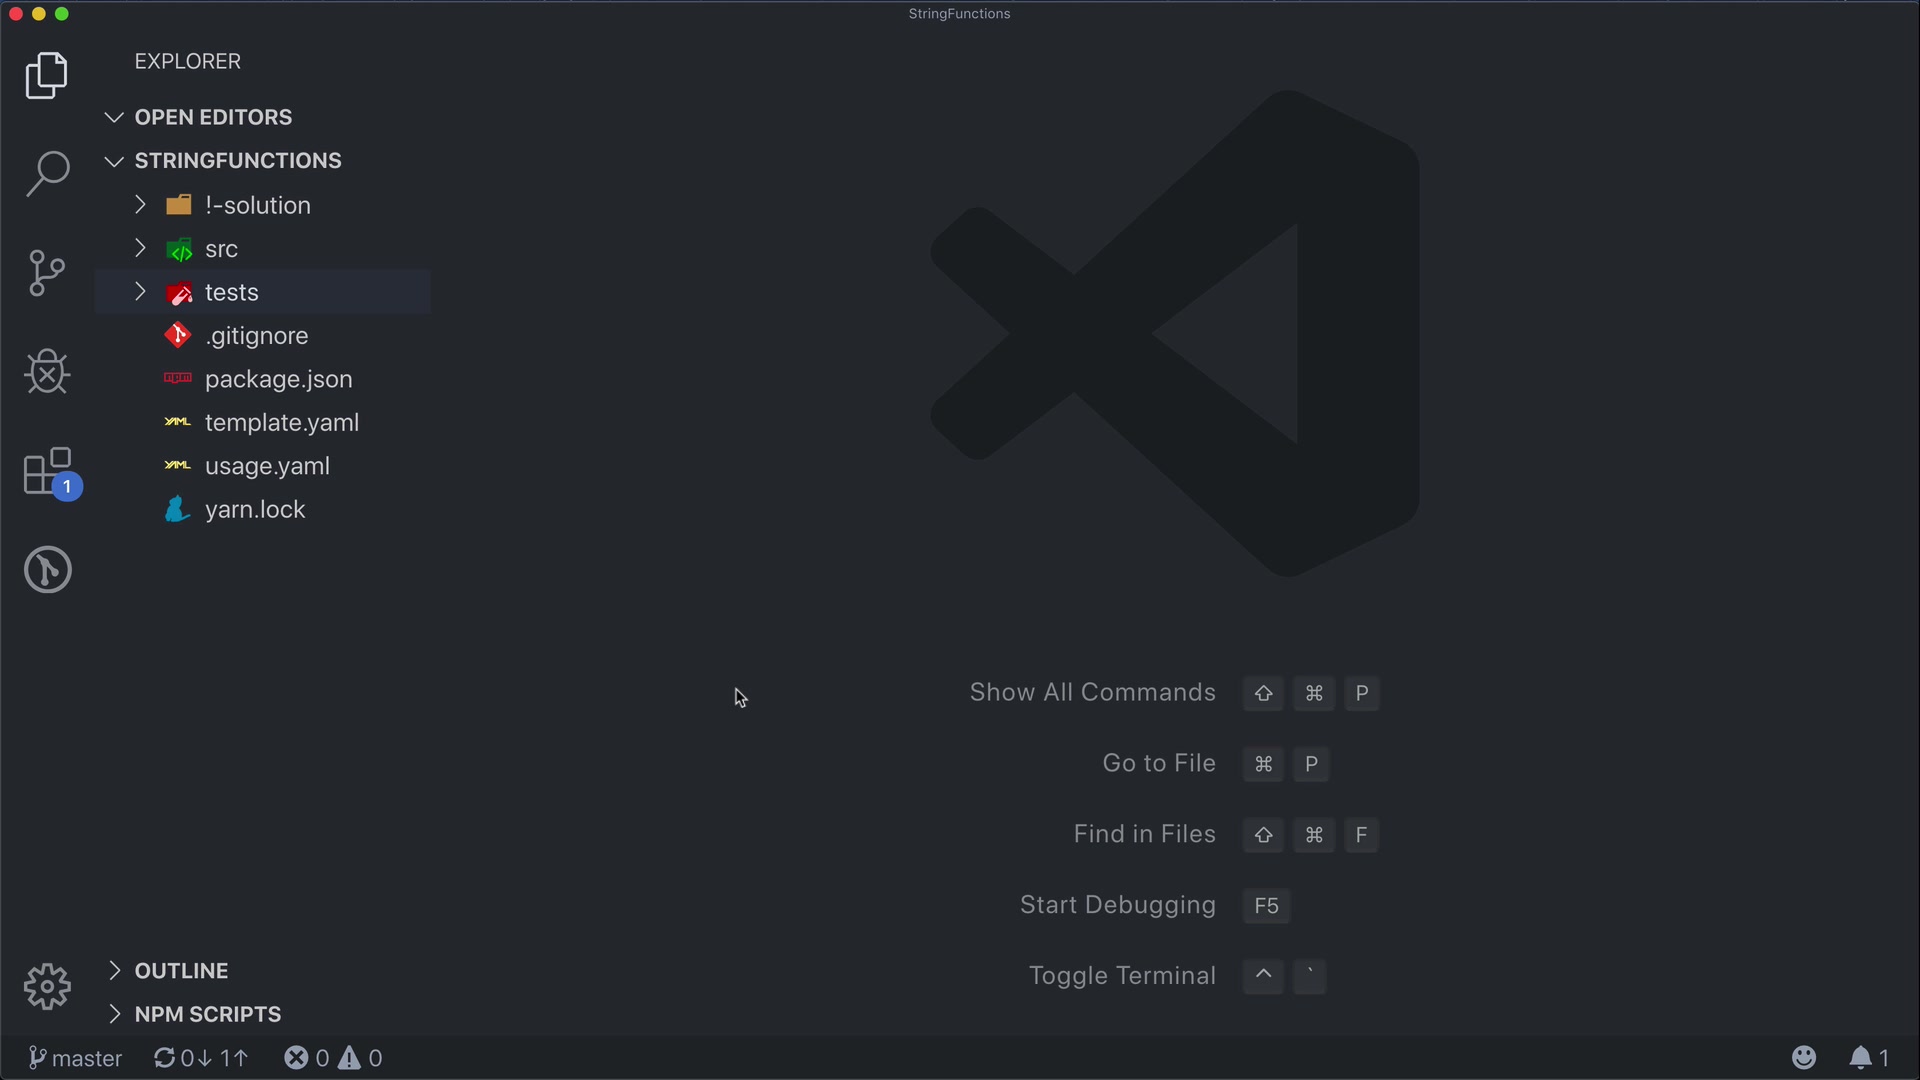 StringFunctions
EXPLORER
OPEN EDITORS
STRINGFUNCTIONS
!-solution
src
tests
.gitignore
package.json
template.yaml
usage.yaml
yarn.lock
1
Show All Commands ⇧ ⌘ P
Go to File ⌘ P
Find in Files ⇧ ⌘ F
Start Debugging F5
Toggle Terminal ^ `
OUTLINE
NPM SCRIPTS
master 0↓ 1↑ 0 0 1